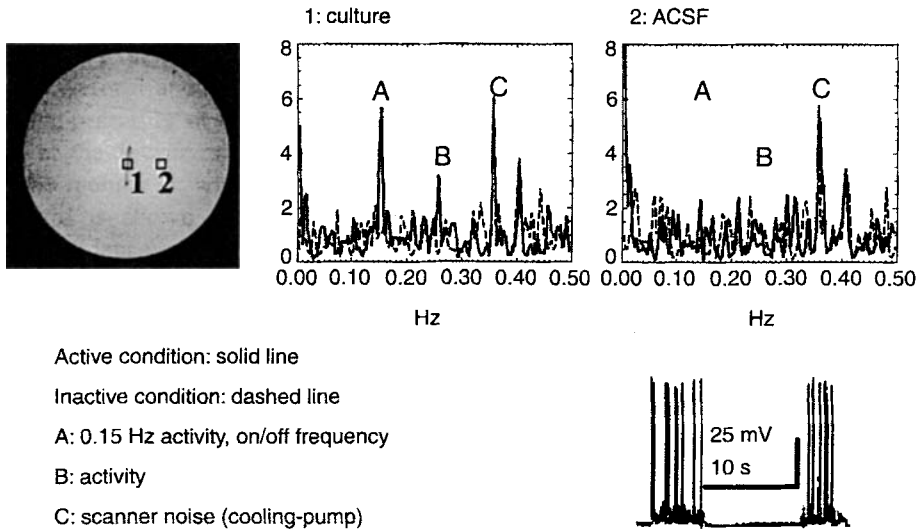 1: culture
2: ACSF
8
6
4
2
0
A
B
C
0.00 0.10 0.20 0.30 0.40 0.50
Hz
8
6
4
2
0
A
B
C
0.00 0.10 0.20 0.30 0.40 0.50
Hz
1 2
Active condition: solid line
Inactive condition: dashed line
A: 0.15 Hz activity, on/off frequency
B: activity
C: scanner noise (cooling-pump)
25 mV
10 s